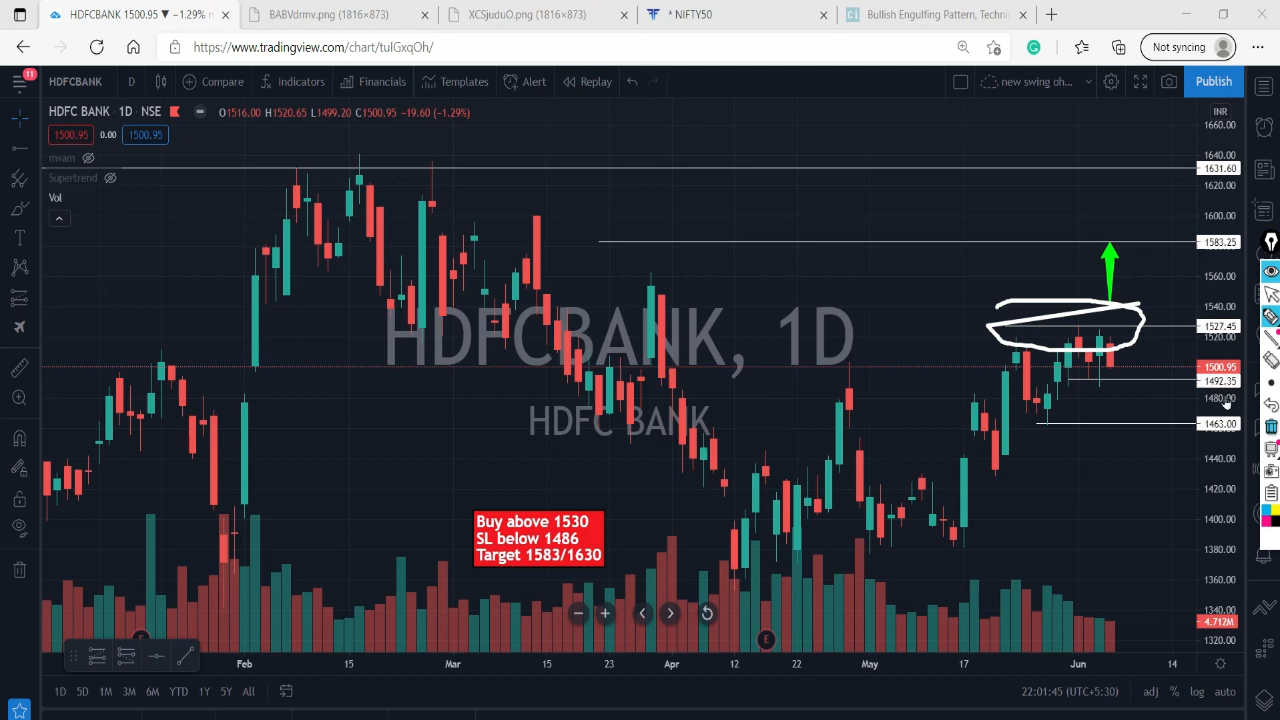 HDFCBANK 1500.95 ▼ −1.29%
BABVdrmv.png (1816×873)
XCSjuduO.png (1816×873)
* NIFTY50
Bullish Engulfing Pattern, Techni
https://www.tradingview.com/chart/tuIGxqOh/
Not syncing
11
HDFCBANK
D
Compare
Indicators
Financials
Templates
Alert
Replay
new swing oh...
Publish
HDFC BANK · 1D · NSE
O1516.00 H1520.65 L1499.20 C1500.95 −19.60 (−1.29%)
INR
1500.95
0.00
1500.95
mvam
Supertrend
Vol
1660.00
1640.00
1631.60
1620.00
1600.00
1583.25
1560.00
1540.00
1527.45
1520.00
1500.95
1492.35
1480.00
1463.00
1440.00
1420.00
1400.00
1380.00
1360.00
1340.00
4.712M
1320.00
HDFCBANK, 1D
HDFC BANK
Buy above 1530
SL below 1486
Target 1583/1630
E
E
Feb
15
Mar
15
23
Apr
12
22
May
17
Jun
14
1D
5D
1M
3M
6M
YTD
1Y
5Y
All
22:01:45 (UTC+5:30)
adj
%
log
auto